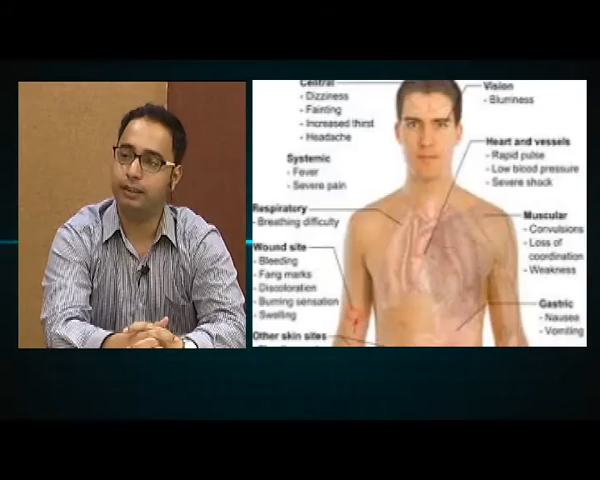 Central
- Dizziness
- Fainting
- Increased thirst
- Headache
Systemic
- Fever
- Severe pain
Respiratory
- Breathing difficulty
Wound site
- Bleeding
- Fang marks
- Discoloration
- Burning sensation
- Swelling
Other skin sites
Vision
- Blurriness
Heart and vessels
- Rapid pulse
- Low blood pressure
- Severe shock
Muscular
- Convulsions
- Loss of
coordination
- Weakness
Gastric
- Nausea
- Vomiting